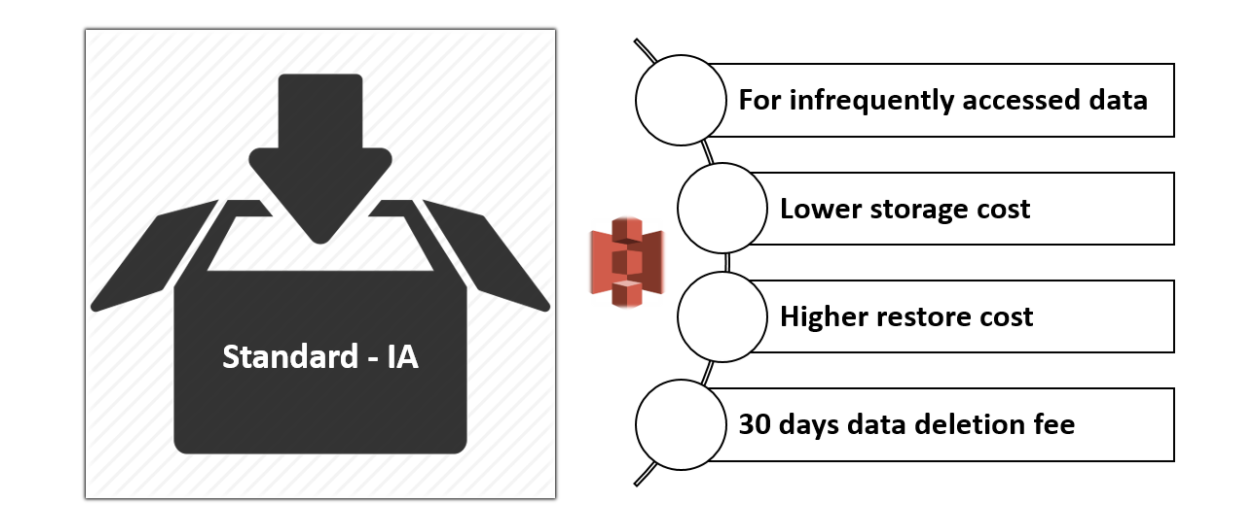 Standard - IA
For infrequently accessed data
Lower storage cost
Higher restore cost
30 days data deletion fee